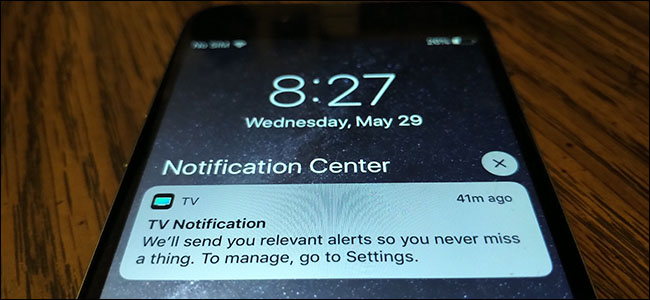 No SIM 26%
8:27
Wednesday, May 29
Notification Center
TV 41m ago
TV Notification
We'll send you relevant alerts so you never miss
a thing. To manage, go to Settings.